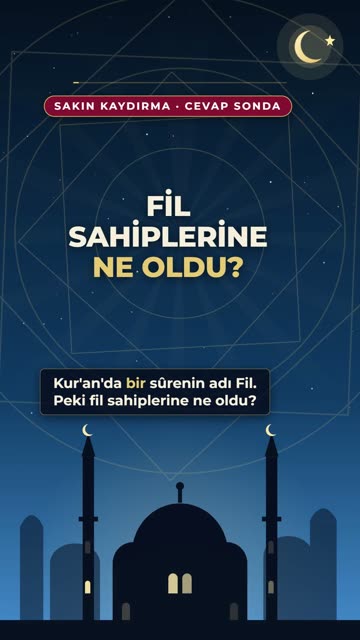 SAKIN KAYDIRMA · CEVAP SONDA
FİL
SAHİPLERİNE
NE OLDU?
Kur'an'da bir sûrenin adı Fil.
Peki fil sahiplerine ne oldu?